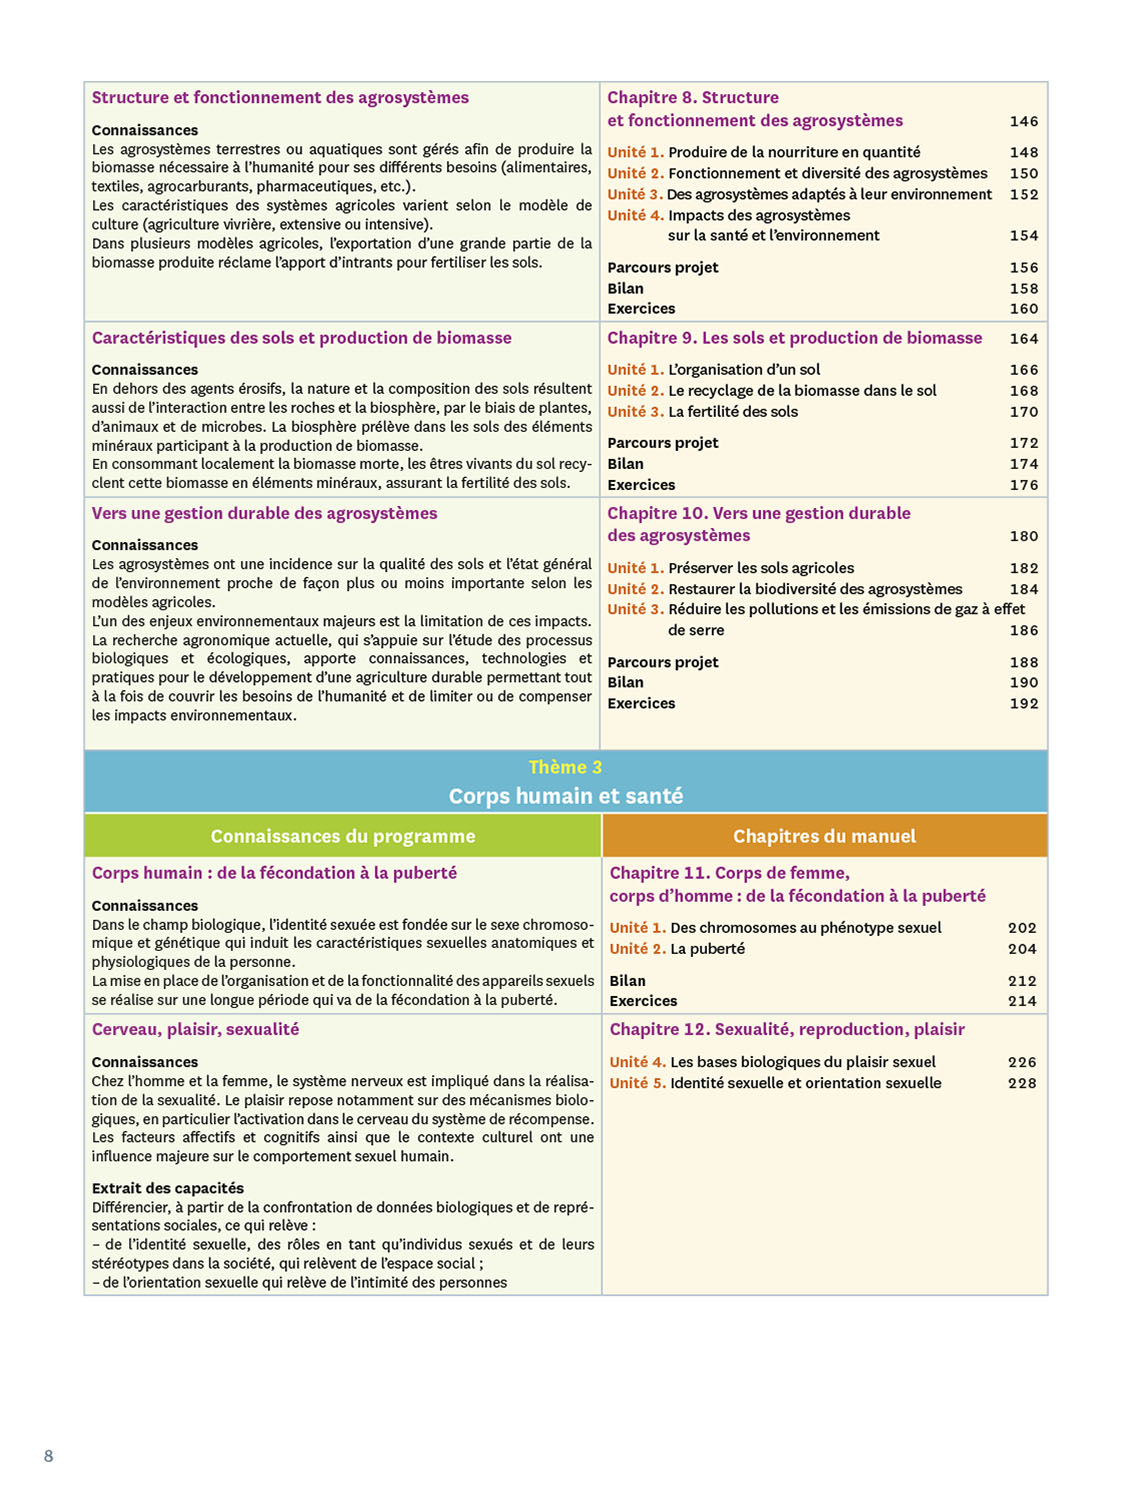 Structure et fonctionnement des agrosystèmes
Connaissances
Les agrosystèmes terrestres ou aquatiques sont gérés afin de produire la
biomasse nécessaire à l’humanité pour ses différents besoins (alimentaires,
textiles, agrocarburants, pharmaceutiques, etc.).
Les caractéristiques des systèmes agricoles varient selon le modèle de
culture (agriculture vivrière, extensive ou intensive).
Dans plusieurs modèles agricoles, l’exportation d’une grande partie de la
biomasse produite réclame l’apport d’intrants pour fertiliser les sols.
Chapitre 8. Structure
et fonctionnement des agrosystèmes 146
Unité 1. Produire de la nourriture en quantité 148
Unité 2. Fonctionnement et diversité des agrosystèmes 150
Unité 3. Des agrosystèmes adaptés à leur environnement 152
Unité 4. Impacts des agrosystèmes
sur la santé et l’environnement 154
Parcours projet 156
Bilan 158
Exercices 160
Caractéristiques des sols et production de biomasse
Connaissances
En dehors des agents érosifs, la nature et la composition des sols résultent
aussi de l’interaction entre les roches et la biosphère, par le biais de plantes,
d’animaux et de microbes. La biosphère prélève dans les sols des éléments
minéraux participant à la production de biomasse.
En consommant localement la biomasse morte, les êtres vivants du sol recy-
clent cette biomasse en éléments minéraux, assurant la fertilité des sols.
Chapitre 9. Les sols et production de biomasse 164
Unité 1. L’organisation d’un sol 166
Unité 2. Le recyclage de la biomasse dans le sol 168
Unité 3. La fertilité des sols 170
Parcours projet 172
Bilan 174
Exercices 176
Vers une gestion durable des agrosystèmes
Connaissances
Les agrosystèmes ont une incidence sur la qualité des sols et l’état général
de l’environnement proche de façon plus ou moins importante selon les
modèles agricoles.
L’un des enjeux environnementaux majeurs est la limitation de ces impacts.
La recherche agronomique actuelle, qui s’appuie sur l’étude des processus
biologiques et écologiques, apporte connaissances, technologies et
pratiques pour le développement d’une agriculture durable permettant tout
à la fois de couvrir les besoins de l’humanité et de limiter ou de compenser
les impacts environnementaux.
Chapitre 10. Vers une gestion durable
des agrosystèmes 180
Unité 1. Préserver les sols agricoles 182
Unité 2. Restaurer la biodiversité des agrosystèmes 184
Unité 3. Réduire les pollutions et les émissions de gaz à effet
de serre 186
Parcours projet 188
Bilan 190
Exercices 192
Thème 3
Corps humain et santé
Connaissances du programme
Chapitres du manuel
Corps humain : de la fécondation à la puberté
Connaissances
Dans le champ biologique, l’identité sexuée est fondée sur le sexe chromoso-
mique et génétique qui induit les caractéristiques sexuelles anatomiques et
physiologiques de la personne.
La mise en place de l’organisation et de la fonctionnalité des appareils sexuels
se réalise sur une longue période qui va de la fécondation à la puberté.
Chapitre 11. Corps de femme,
corps d’homme : de la fécondation à la puberté
Unité 1. Des chromosomes au phénotype sexuel 202
Unité 2. La puberté 204
Bilan 212
Exercices 214
Cerveau, plaisir, sexualité
Connaissances
Chez l’homme et la femme, le système nerveux est impliqué dans la réalisa-
tion de la sexualité. Le plaisir repose notamment sur des mécanismes biolo-
giques, en particulier l’activation dans le cerveau du système de récompense.
Les facteurs affectifs et cognitifs ainsi que le contexte culturel ont une
influence majeure sur le comportement sexuel humain.
Extrait des capacités
Différencier, à partir de la confrontation de données biologiques et de repré-
sentations sociales, ce qui relève :
– de l’identité sexuelle, des rôles en tant qu’individus sexués et de leurs
stéréotypes dans la société, qui relèvent de l’espace social ;
– de l’orientation sexuelle qui relève de l’intimité des personnes
Chapitre 12. Sexualité, reproduction, plaisir
Unité 4. Les bases biologiques du plaisir sexuel 226
Unité 5. Identité sexuelle et orientation sexuelle 228
8